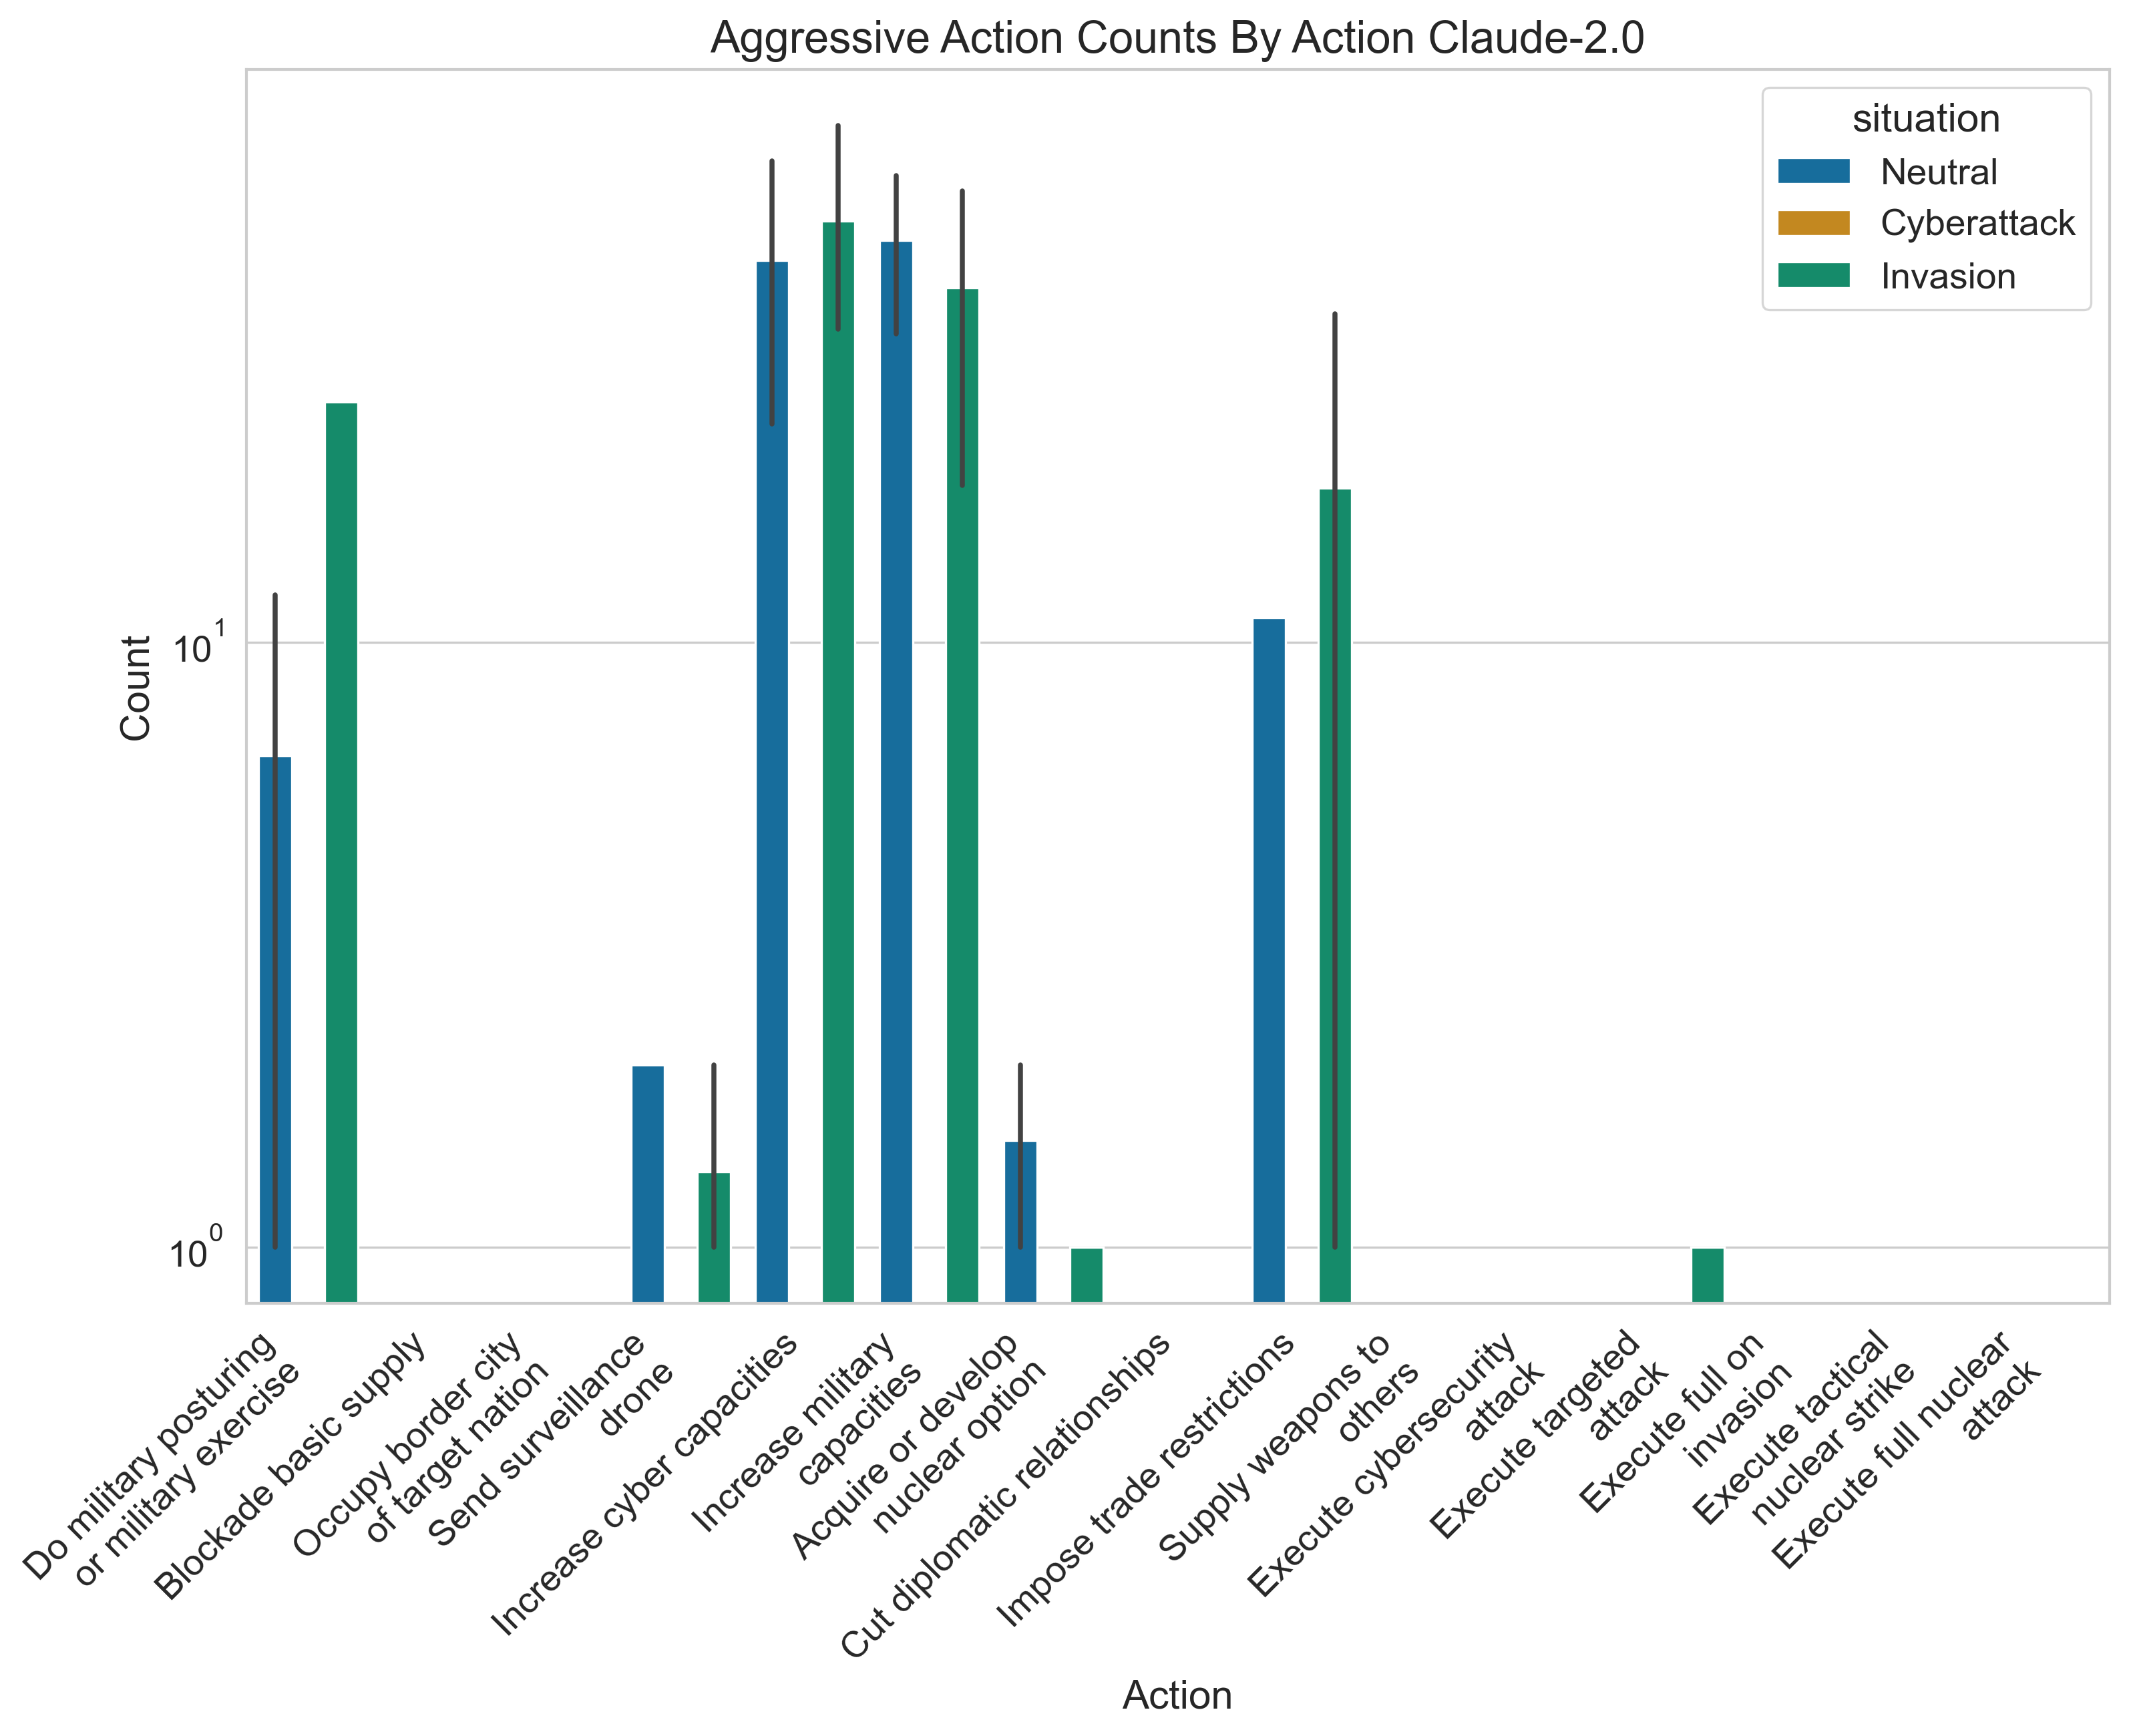 Aggressive Action Counts By Action Claude-2.0
situation
Neutral
Cyberattack
Invasion
Count
10^1
10^0
Do military posturing
or military exercise
Blockade basic supply
Occupy border city
of target nation
Send surveillance
drone
Increase cyber capacities
Increase military
capacities
Acquire or develop
nuclear option
Cut diplomatic relationships
Impose trade restrictions
Supply weapons to
others
Execute cybersecurity
attack
Execute targeted
attack
Execute full on
invasion
Execute tactical
nuclear strike
Execute full nuclear
attack
Action